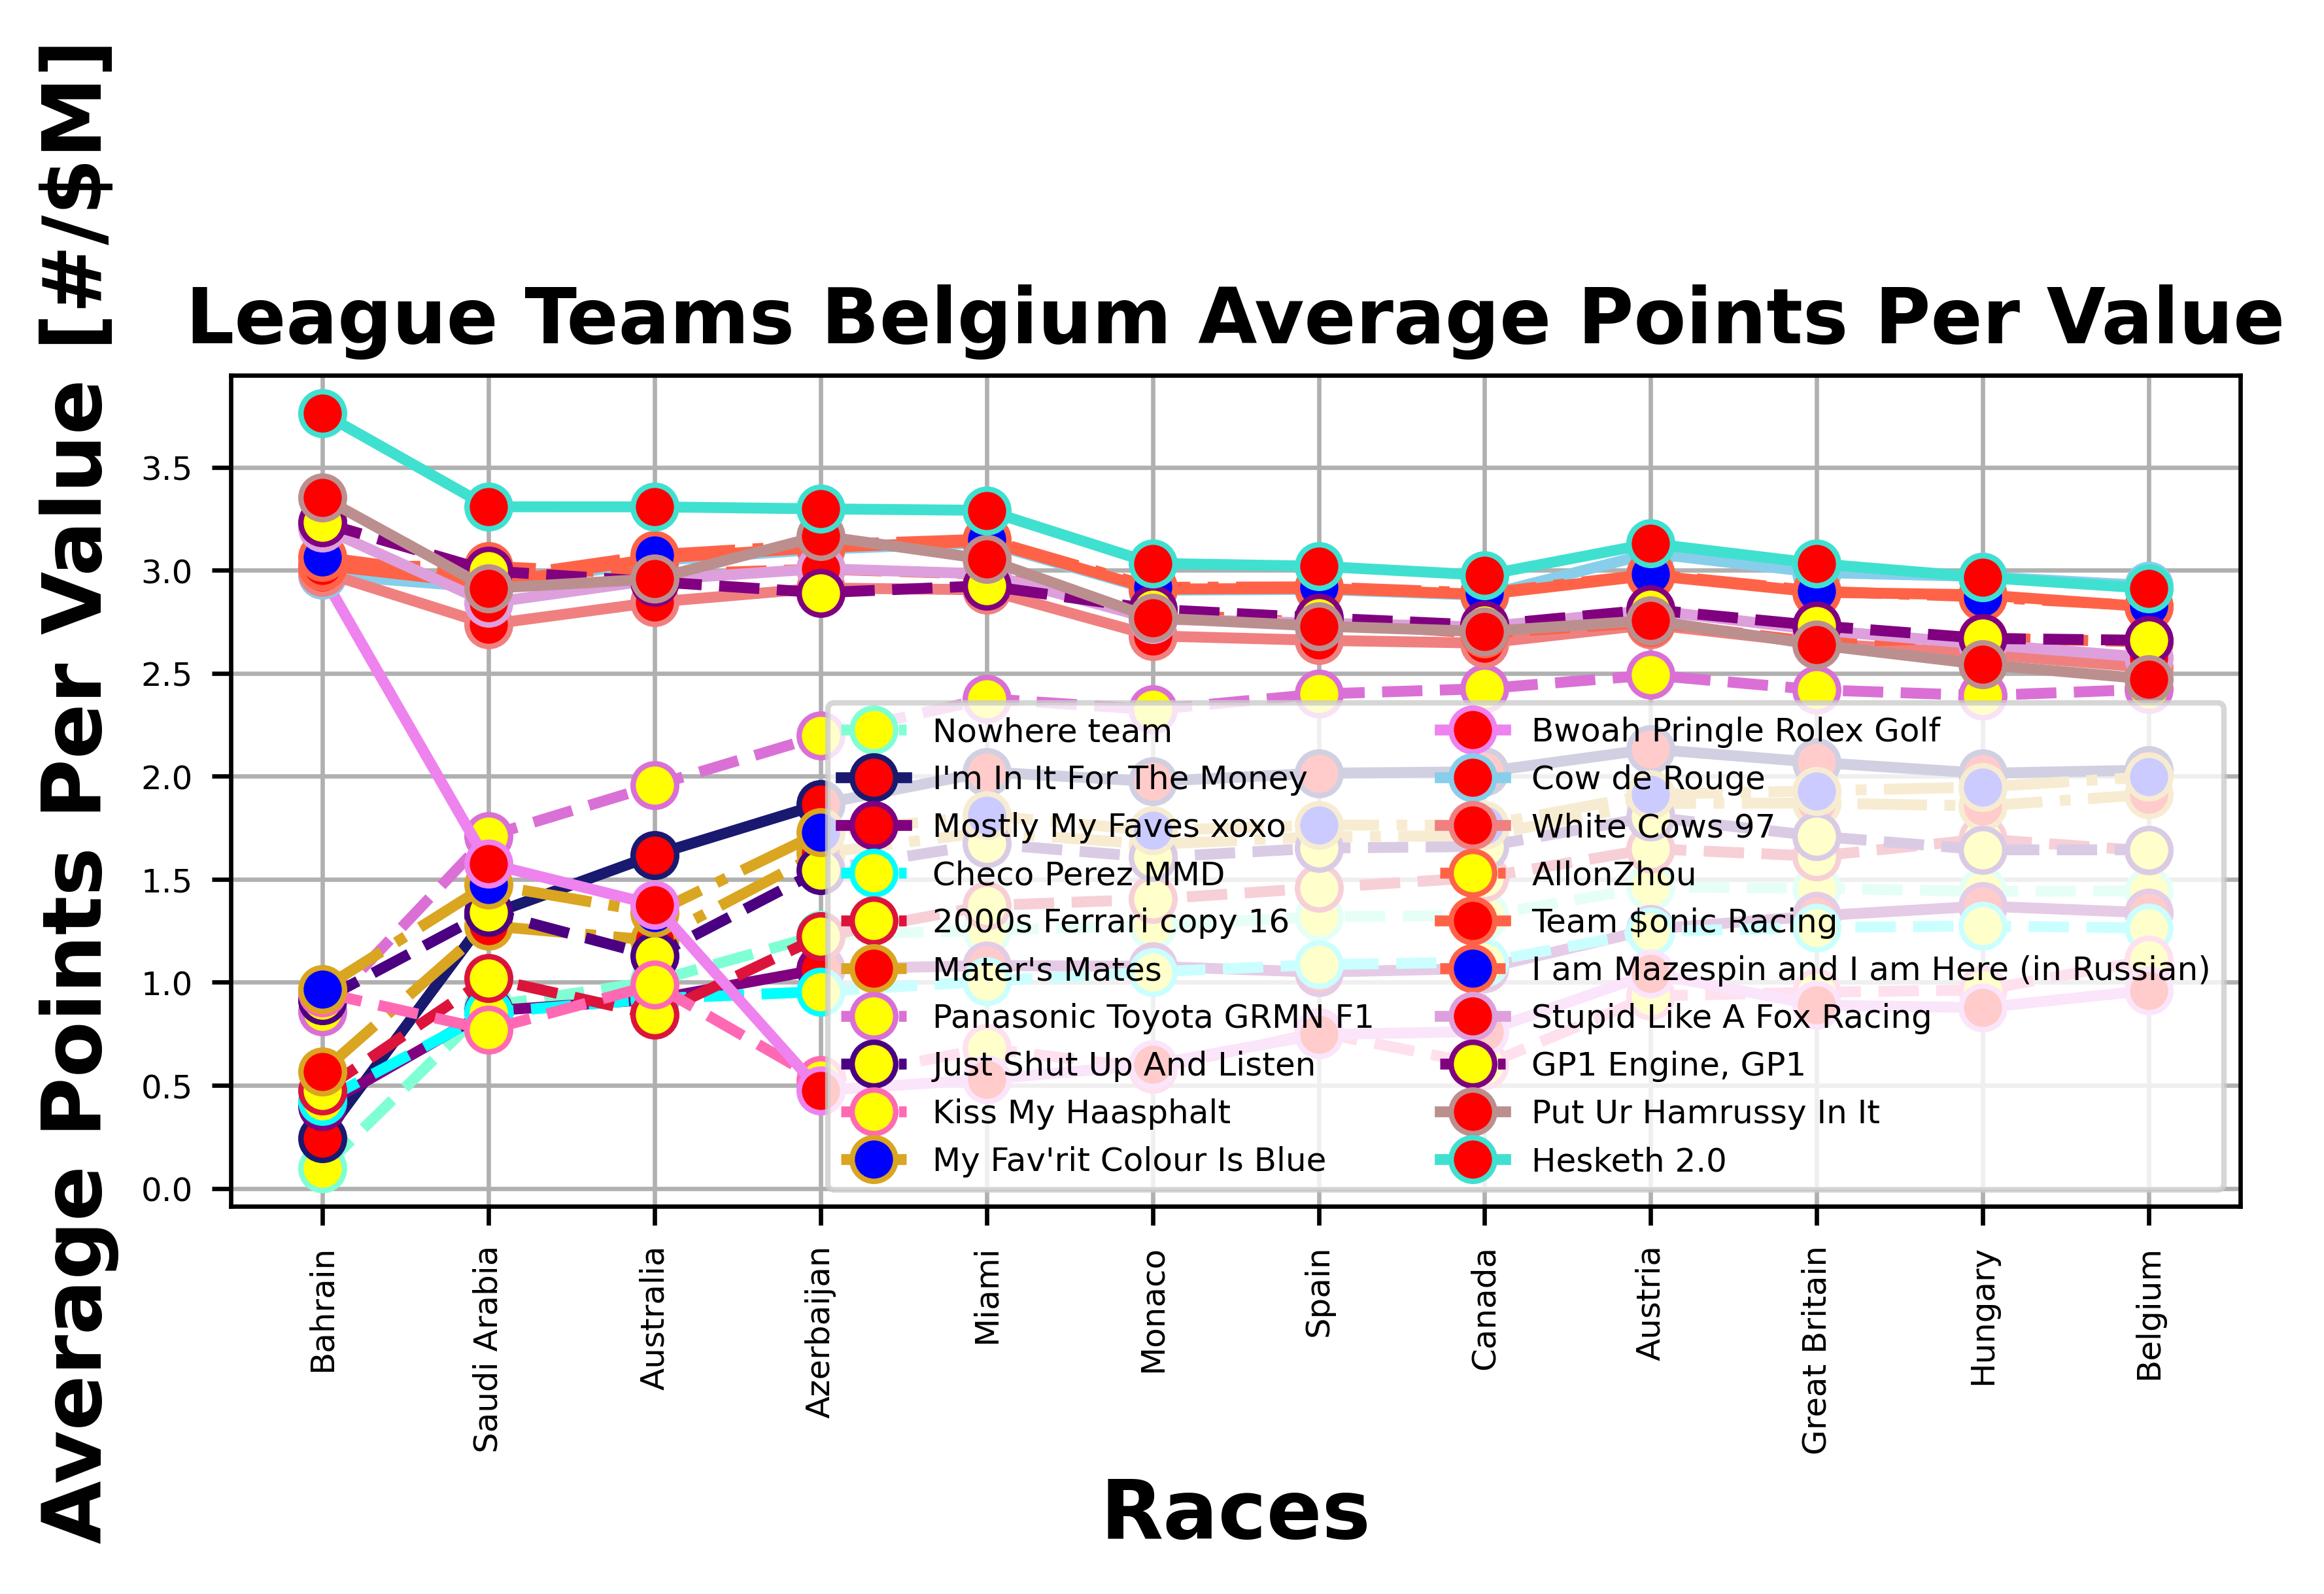 League Teams Belgium Average Points Per Value
Average Points Per Value [#/$M]
3.5
3.0
2.5
2.0
1.5
1.0
0.5
0.0
Nowhere team
I'm In It For The Money
Mostly My Faves xoxo
Checo Perez MMD
2000s Ferrari copy 16
Mater's Mates
Panasonic Toyota GRMN F1
Just Shut Up And Listen
Kiss My Haasphalt
My Fav'rit Colour Is Blue
Bwoah Pringle Rolex Golf
Cow de Rouge
White Cows 97
AllonZhou
Team $onic Racing
I am Mazespin and I am Here (in Russian)
Stupid Like A Fox Racing
GP1 Engine, GP1
Put Ur Hamrussy In It
Hesketh 2.0
Bahrain
Saudi Arabia
Australia
Azerbaijan
Miami
Monaco
Spain
Canada
Austria
Great Britain
Hungary
Belgium
Races